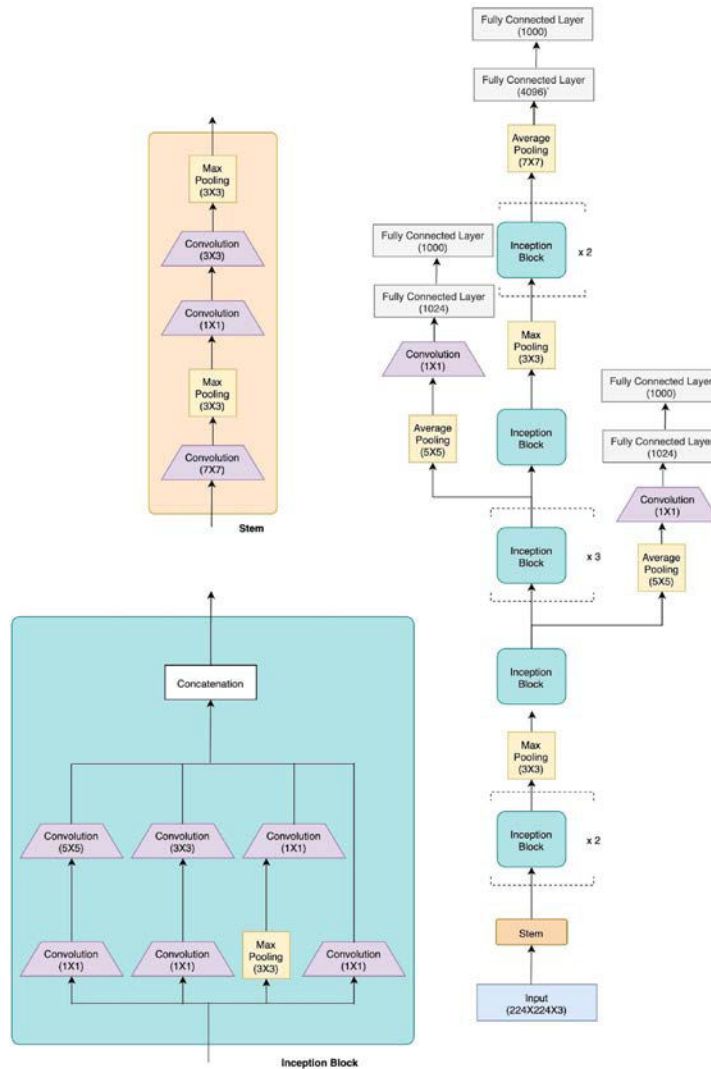 Fully Connected Layer
(1000)
Fully Connected Layer
(4096)*
Average
Pooling
(7X7)
Inception
Block
x 2
Max
Pooling
(3X3)
Inception
Block
Fully Connected Layer
(1000)
Fully Connected Layer
(1024)
Convolution
(1X1)
Average
Pooling
(5X5)
Fully Connected Layer
(1000)
Fully Connected Layer
(1024)
Convolution
(1X1)
Average
Pooling
(5X5)
Inception
Block
x 3
Inception
Block
Max
Pooling
(3X3)
Inception
Block
x 2
Stem
Input
(224X224X3)
Max
Pooling
(3X3)
Convolution
(3X3)
Convolution
(1X1)
Max
Pooling
(3X3)
Convolution
(7X7)
Stem
Concatenation
Convolution
(5X5)
Convolution
(3X3)
Convolution
(1X1)
Convolution
(1X1)
Convolution
(1X1)
Max
Pooling
(3X3)
Convolution
(1X1)
Inception Block